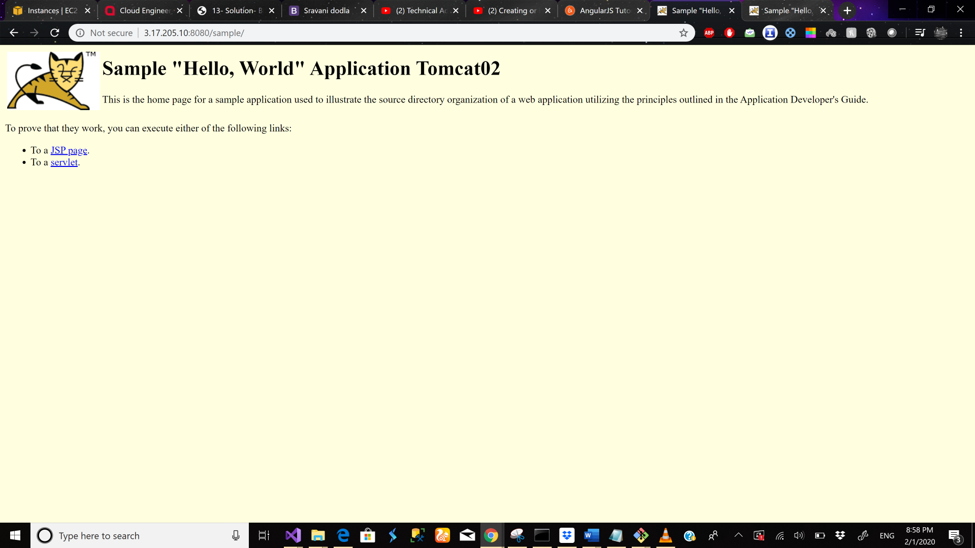 Instances | EC2
Cloud Enginee
13- Solution- B
Sravani dodla
(2) Technical Ac
(2) Creating or
AngularJS Tuto
Sample "Hello,
Sample "Hello,
Not secure
3.17.205.10:8080/sample/
ABP
TM
Sample "Hello, World" Application Tomcat02
This is the home page for a sample application used to illustrate the source directory organization of a web application utilizing the principles outlined in the Application Developer's Guide.
To prove that they work, you can execute either of the following links:
• To a JSP page.
• To a servlet.
Type here to search
ENG
8:58 PM
2/1/2020
3